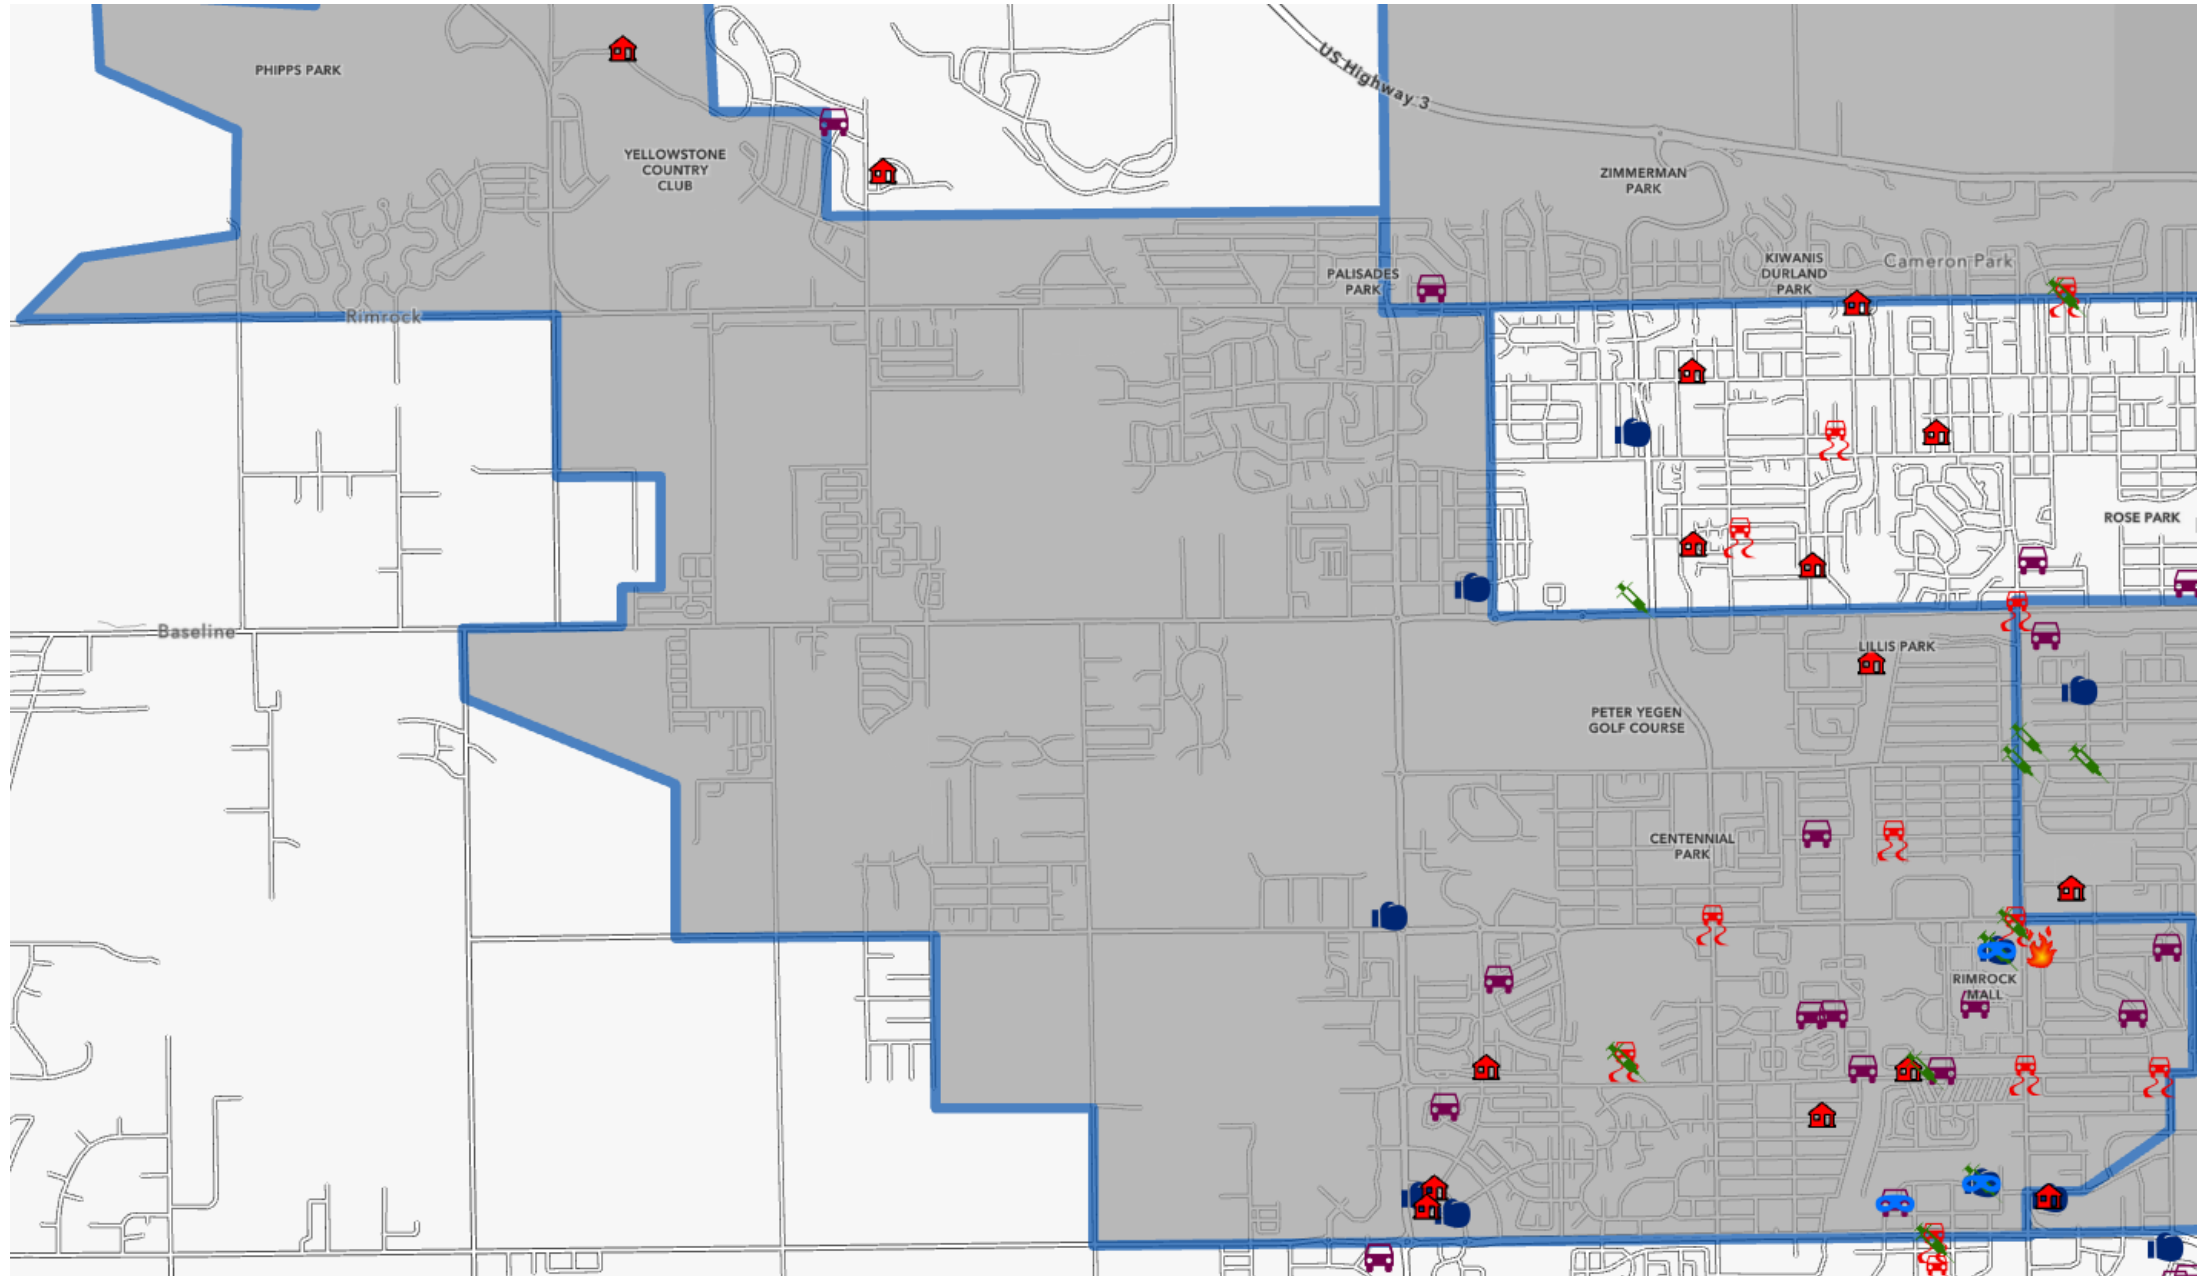 PHIPPS PARK
US Highway 3
YELLOWSTONE
COUNTRY
CLUB
ZIMMERMAN
PARK
PALISADES
PARK
KIWANIS
DURLAND
PARK
Cameron Park
Rimrock
ROSE PARK
Baseline
LILLIS PARK
PETER YEGEN
GOLF COURSE
CENTENNIAL
PARK
RIMROCK
MALL